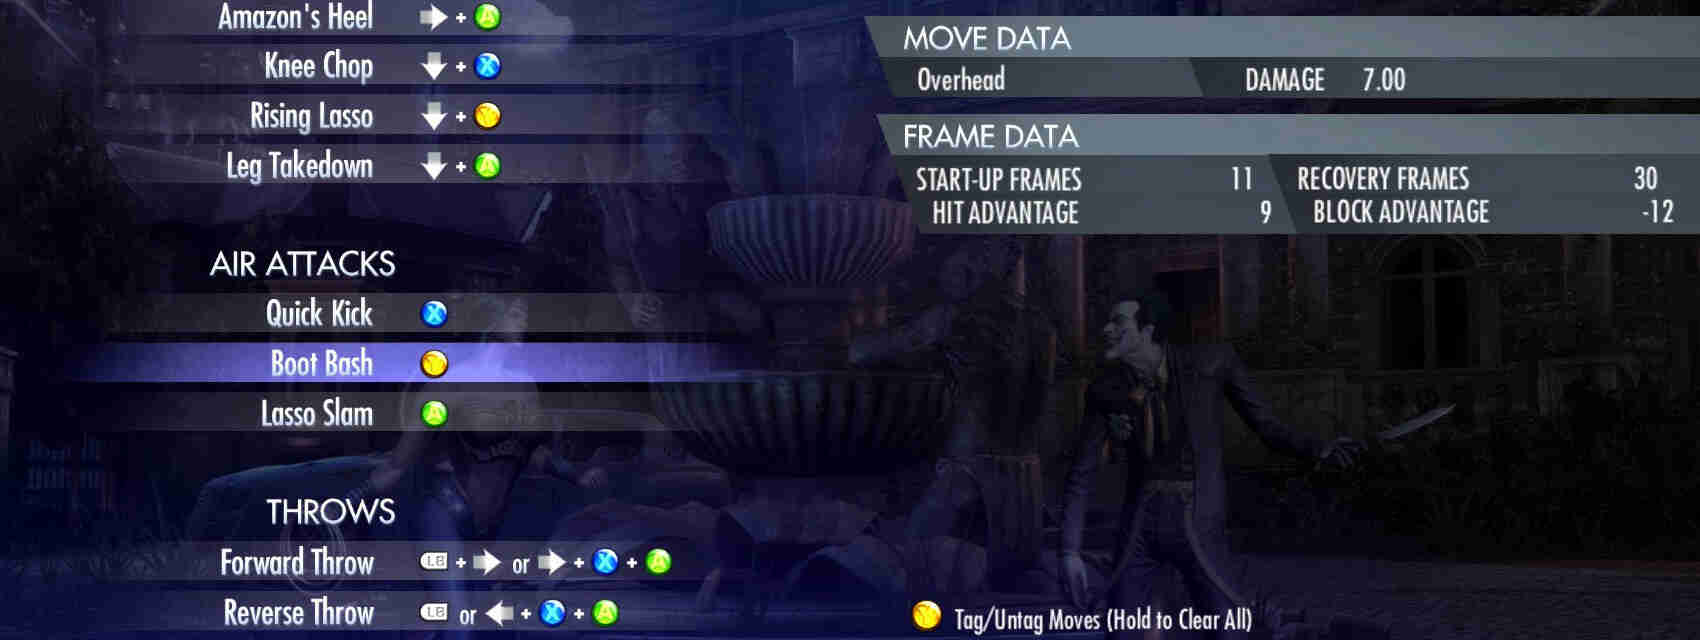 Amazon's Heel + A
Knee Chop + X
Rising Lasso + Y
Leg Takedown + A
AIR ATTACKS
Quick Kick X
Boot Bash Y
Lasso Slam A
THROWS
Forward Throw LB + or + X + A
Reverse Throw LB or + X + A
MOVE DATA
Overhead DAMAGE 7.00
FRAME DATA
START-UP FRAMES 11 RECOVERY FRAMES 30
HIT ADVANTAGE 9 BLOCK ADVANTAGE -12
Y Tag/Untag Moves (Hold to Clear All)